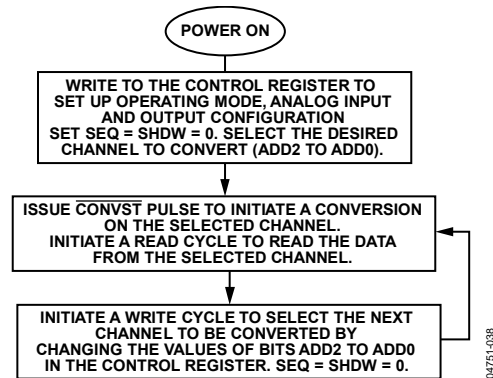 POWER ON
WRITE TO THE CONTROL REGISTER TO
SET UP OPERATING MODE, ANALOG INPUT
AND OUTPUT CONFIGURATION
SET SEQ = SHDW = 0. SELECT THE DESIRED
CHANNEL TO CONVERT (ADD2 TO ADD0).
ISSUE CONVST PULSE TO INITIATE A CONVERSION
ON THE SELECTED CHANNEL.
INITIATE A READ CYCLE TO READ THE DATA
FROM THE SELECTED CHANNEL.
INITIATE A WRITE CYCLE TO SELECT THE NEXT
CHANNEL TO BE CONVERTED BY
CHANGING THE VALUES OF BITS ADD2 TO ADD0
IN THE CONTROL REGISTER. SEQ = SHDW = 0.
04751-038